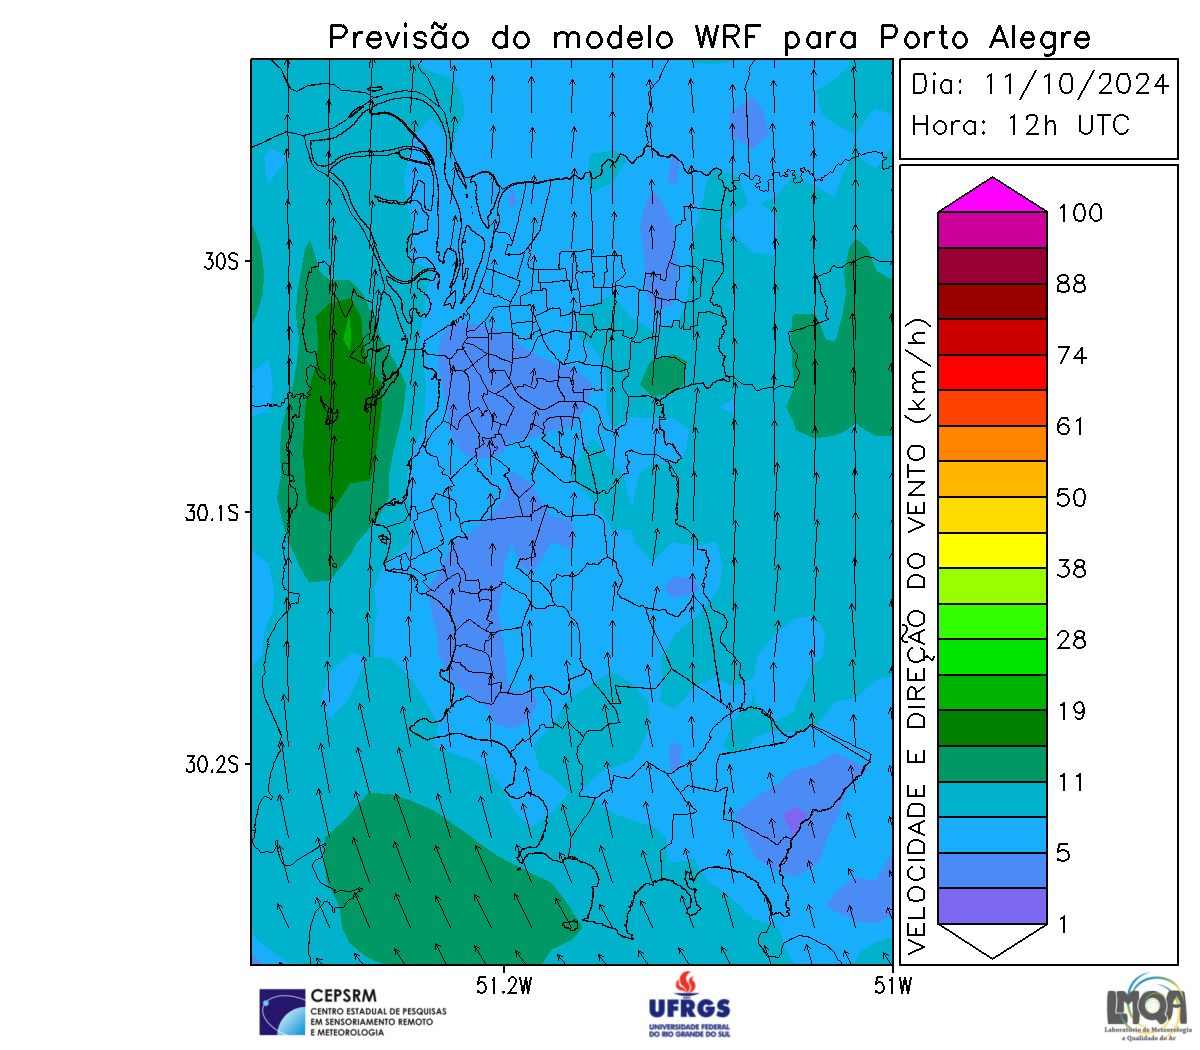 Previsão do modelo WRF para Porto Alegre
Dia: 11/10/2024
Hora: 12h UTC
30S
30.1S
30.2S
51.2W
51W
VELOCIDADE E DIREÇÃO DO VENTO (km/h)
100
88
74
61
50
38
28
19
11
5
1
CEPSRM
CENTRO ESTADUAL DE PESQUISAS
EM SENSORIAMENTO REMOTO
E METEOROLOGIA
UFRGS
UNIVERSIDADE FEDERAL
DO RIO GRANDE DO SUL
LMQA
Laboratório de Meteorologia
e Qualidade do Ar